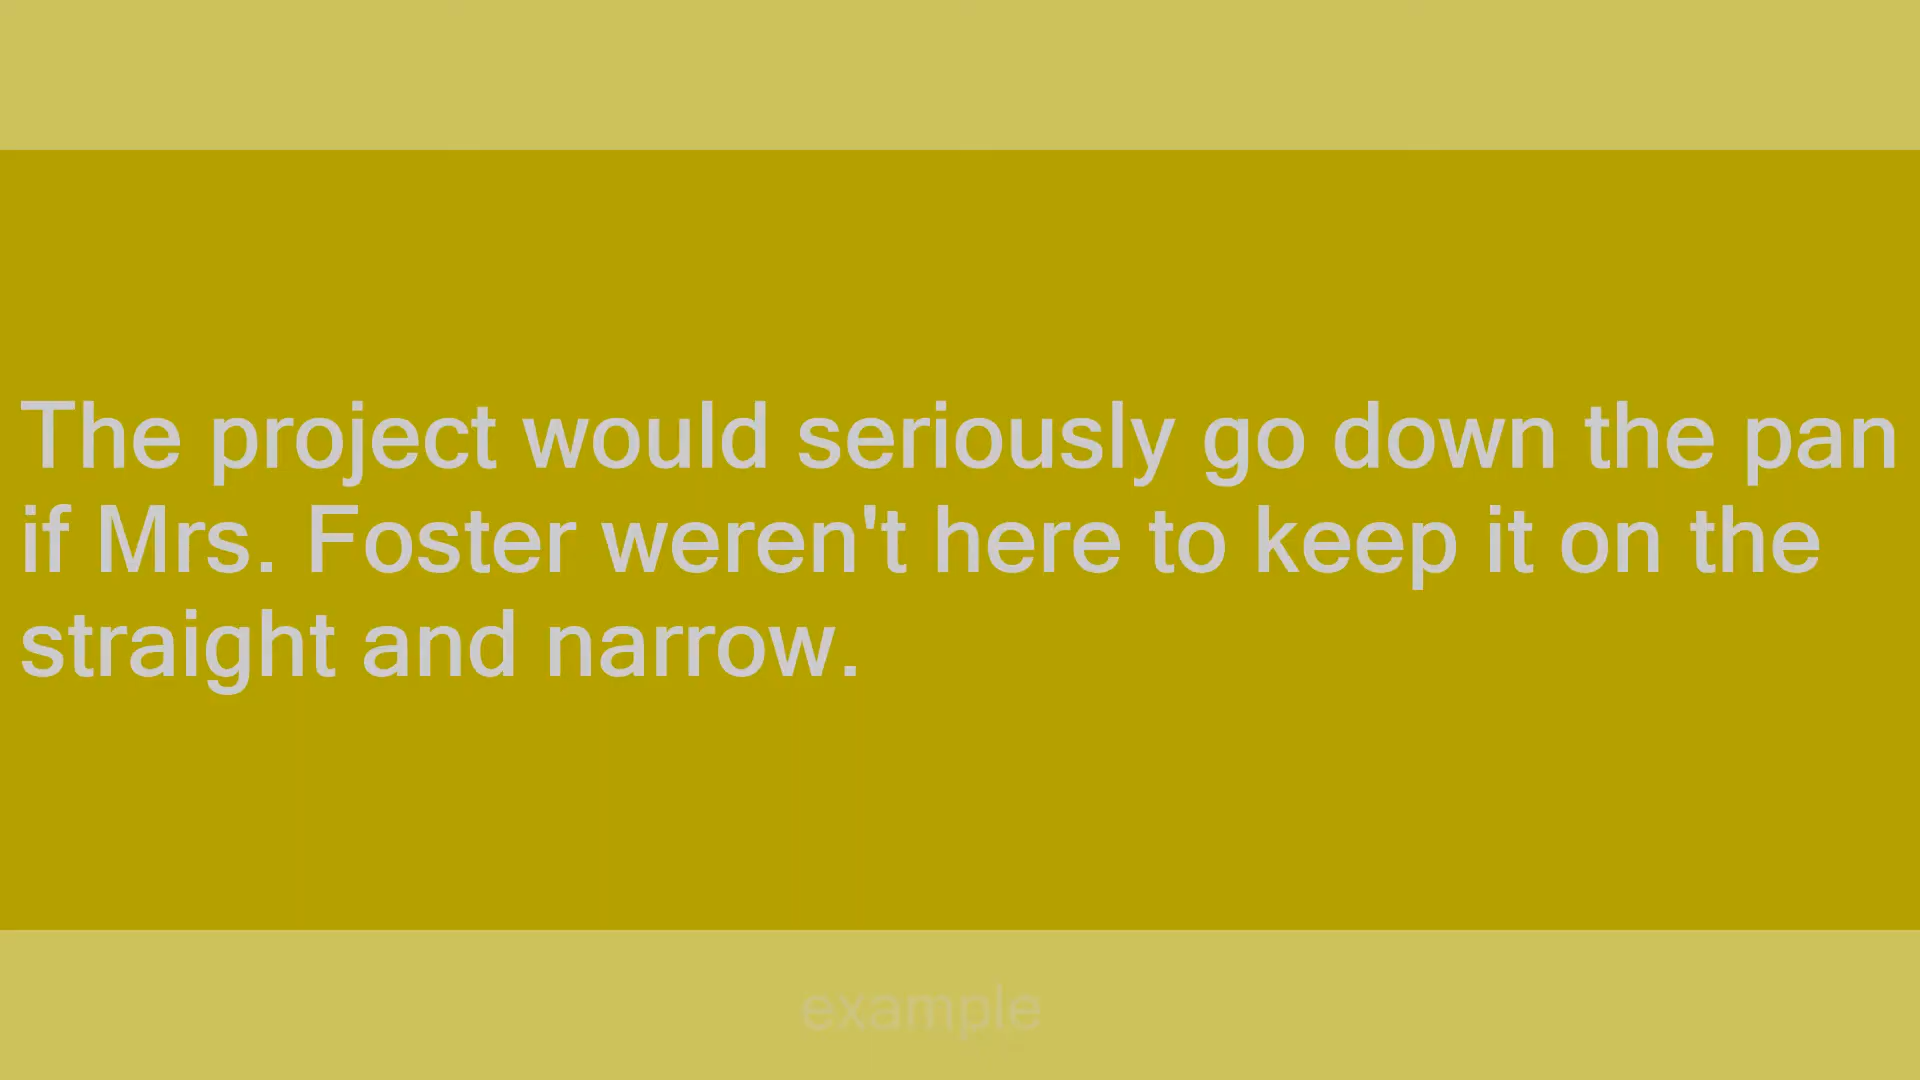 The project would seriously go down the pan
if Mrs. Foster weren't here to keep it on the
straight and narrow.
example